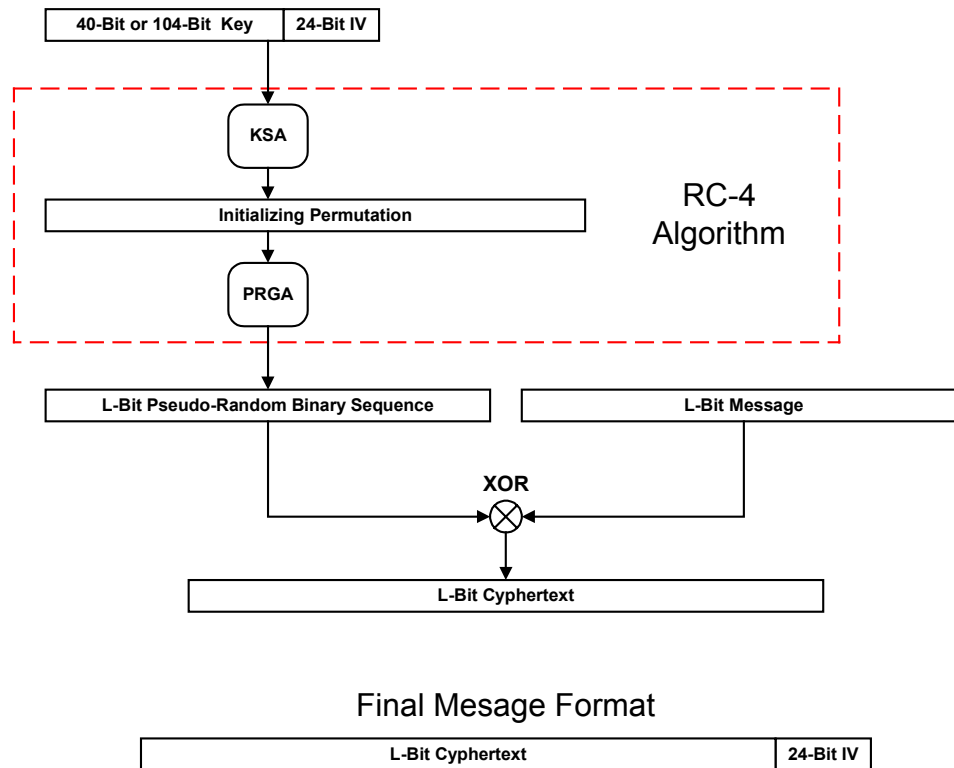 40-Bit or 104-Bit Key
24-Bit IV
KSA
RC-4
Algorithm
Initializing Permutation
PRGA
L-Bit Pseudo-Random Binary Sequence
L-Bit Message
XOR
L-Bit Cyphertext
Final Mesage Format
L-Bit Cyphertext
24-Bit IV